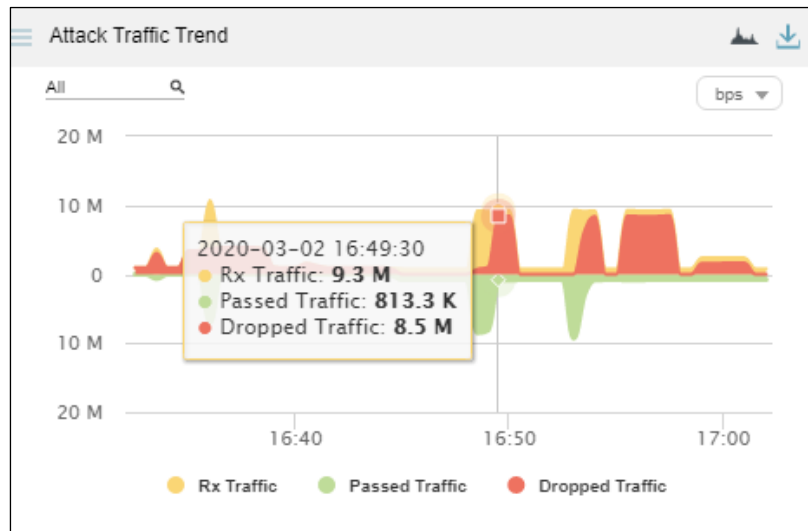 Attack Traffic Trend
All
bps
20 M
10 M
0
10 M
20 M
2020-03-02 16:49:30
Rx Traffic: 9.3 M
Passed Traffic: 813.3 K
Dropped Traffic: 8.5 M
16:40 16:50 17:00
Rx Traffic Passed Traffic Dropped Traffic